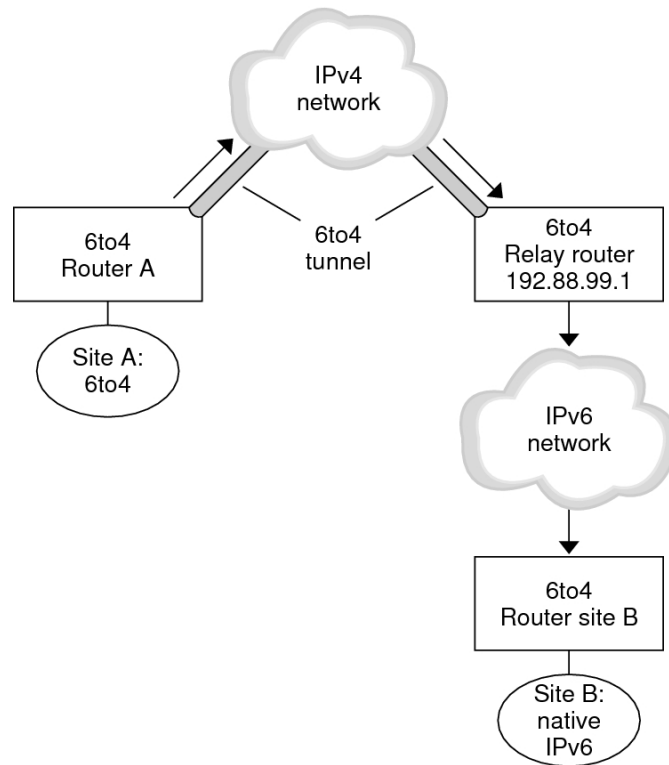 IPv4
network
6to4
Router A
6to4
tunnel
6to4
Relay router
192.88.99.1
Site A:
6to4
IPv6
network
6to4
Router site B
Site B:
native
IPv6